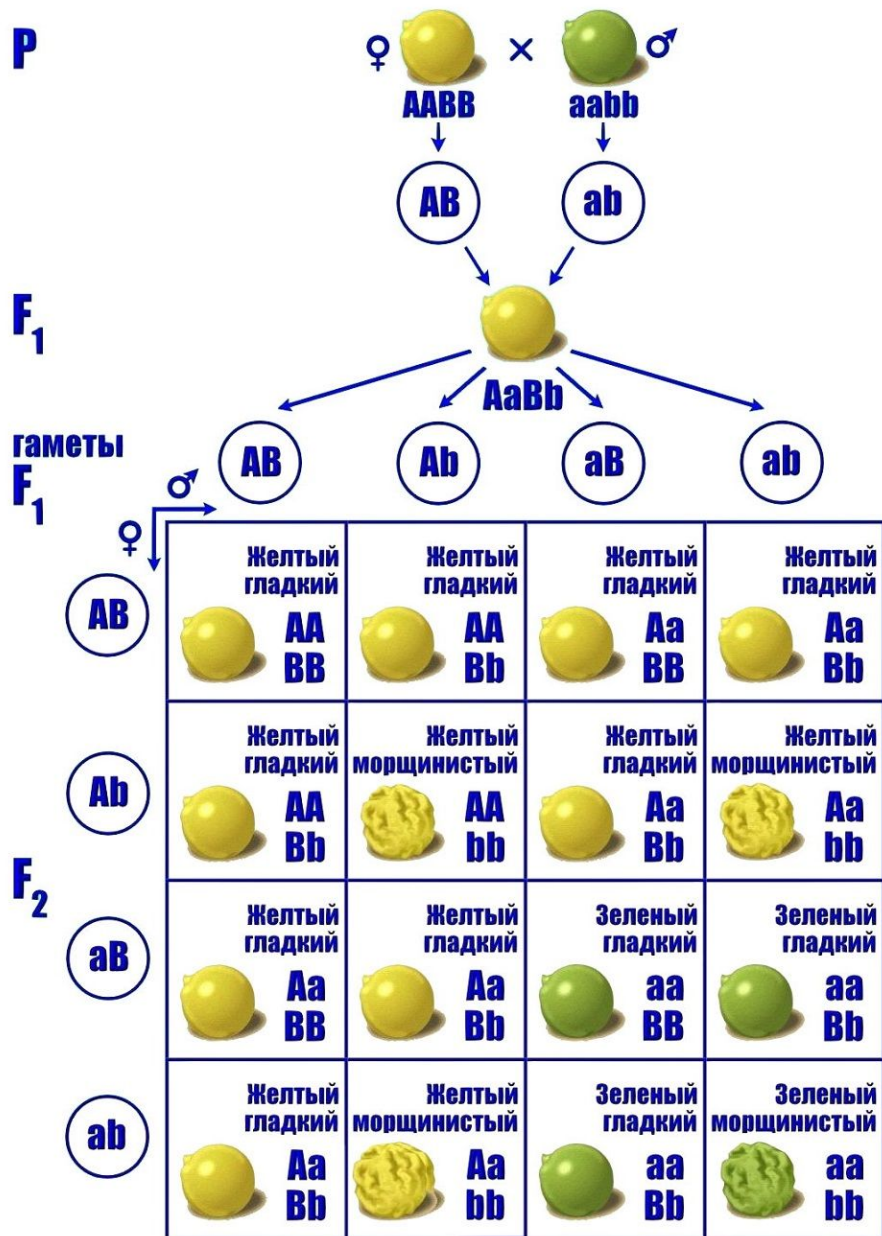 P
♀ × ♂
AABB aabb
AB ab
F1
AaBb
гаметы
F1
AB Ab aB ab
♂
♀
AB
Желтый Желтый Желтый Желтый
гладкий гладкий гладкий гладкий
AA AA Aa Aa
BB Bb BB Bb
Ab
Желтый Желтый Желтый Желтый
гладкий морщинистый гладкий морщинистый
AA AA Aa Aa
Bb bb Bb bb
F2
aB
Желтый Желтый Зеленый Зеленый
гладкий гладкий гладкий гладкий
Aa Aa aa aa
BB Bb BB Bb
ab
Желтый Желтый Зеленый Зеленый
гладкий морщинистый гладкий морщинистый
Aa Aa aa aa
Bb bb Bb bb